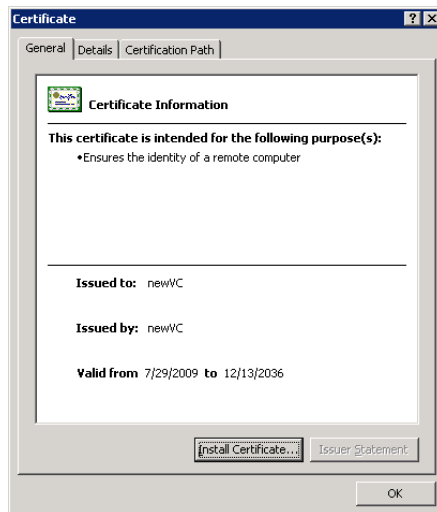 Certificate
General Details Certification Path
Certificate Information
This certificate is intended for the following purpose(s):
•Ensures the identity of a remote computer
Issued to: newVC
Issued by: newVC
Valid from 7/29/2009 to 12/13/2036
Install Certificate... Issuer Statement
OK